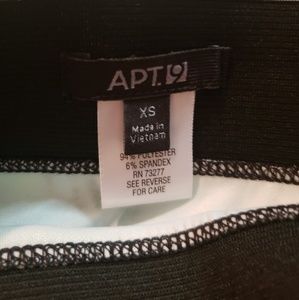 APT.9
XS
Made in
Vietnam
94% POLYESTER
6% SPANDEX
RN 73277
SEE REVERSE
FOR CARE